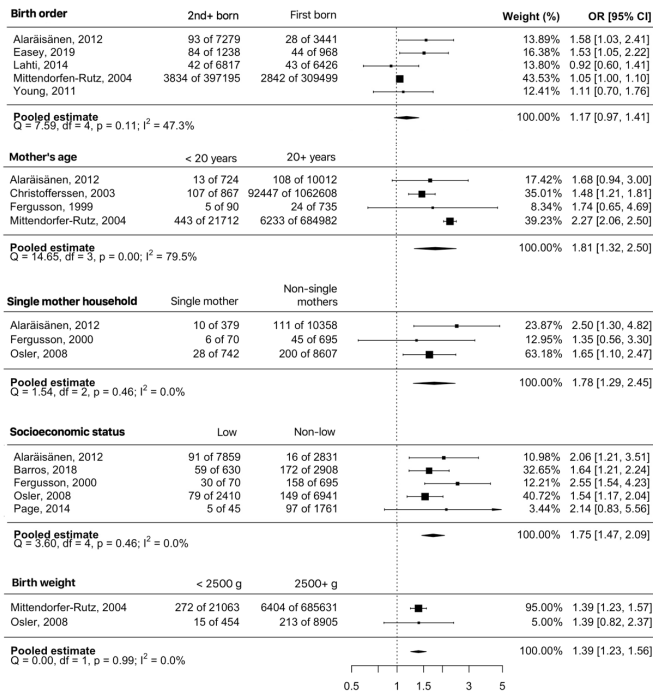 Birth order 2nd+ born First born Weight (%) OR [95% CI]
Alaräisänen, 2012 93 of 7279 28 of 3441 13.89% 1.58 [1.03, 2.41]
Easey, 2019 84 of 1238 44 of 968 16.38% 1.53 [1.05, 2.22]
Lahti, 2014 42 of 6817 43 of 6426 13.80% 0.92 [0.60, 1.41]
Mittendorfen-Rutz, 2004 3834 of 397195 2842 of 309499 43.53% 1.05 [1.00, 1.10]
Young, 2011 12.41% 1.11 [0.70, 1.76]
Pooled estimate 100.00% 1.17 [0.97, 1.41]
Q = 7.59, df = 4, p = 0.11; I² = 47.3%
Mother's age < 20 years 20+ years
Alaräisänen, 2012 13 of 724 108 of 10012 17.42% 1.68 [0.94, 3.00]
Christofferssen, 2003 107 of 867 92447 of 1062608 35.01% 1.48 [1.21, 1.81]
Fergusson, 1999 5 of 90 24 of 735 8.34% 1.74 [0.65, 4.69]
Mittendorfer-Rutz, 2004 443 of 21712 6233 of 684982 39.23% 2.27 [2.06, 2.50]
Pooled estimate 100.00% 1.81 [1.32, 2.50]
Q = 14.65, df = 3, p = 0.00; I² = 79.5%
Non-single
Single mother household Single mother mothers
Alaräisänen, 2012 10 of 379 111 of 10358 23.87% 2.50 [1.30, 4.82]
Fergusson, 2000 6 of 70 45 of 695 12.95% 1.35 [0.56, 3.30]
Osler, 2008 28 of 742 200 of 8607 63.18% 1.65 [1.10, 2.47]
Pooled estimate 100.00% 1.78 [1.29, 2.45]
Q = 1.54, df = 2, p = 0.46; I² = 0.0%
Socioeconomic status Low Non-low
Alaräisänen, 2012 91 of 7859 16 of 2831 10.98% 2.06 [1.21, 3.51]
Barros, 2018 59 of 630 172 of 2908 32.65% 1.64 [1.21, 2.24]
Fergusson, 2000 30 of 70 158 of 695 12.21% 2.55 [1.54, 4.23]
Osler, 2008 79 of 2410 149 of 6941 40.72% 1.54 [1.17, 2.04]
Page, 2014 5 of 45 97 of 1761 3.44% 2.14 [0.83, 5.56]
Pooled estimate 100.00% 1.75 [1.47, 2.09]
Q = 3.60, df = 4, p = 0.46; I² = 0.0%
Birth weight < 2500 g 2500+ g
Mittendorfer-Rutz, 2004 272 of 21063 6404 of 685631 95.00% 1.39 [1.23, 1.57]
Osler, 2008 15 of 454 213 of 8905 5.00% 1.39 [0.82, 2.37]
Pooled estimate 100.00% 1.39 [1.23, 1.56]
Q = 0.00, df = 1, p = 0.99; I² = 0.0%
0.5 1 1.5 3 5